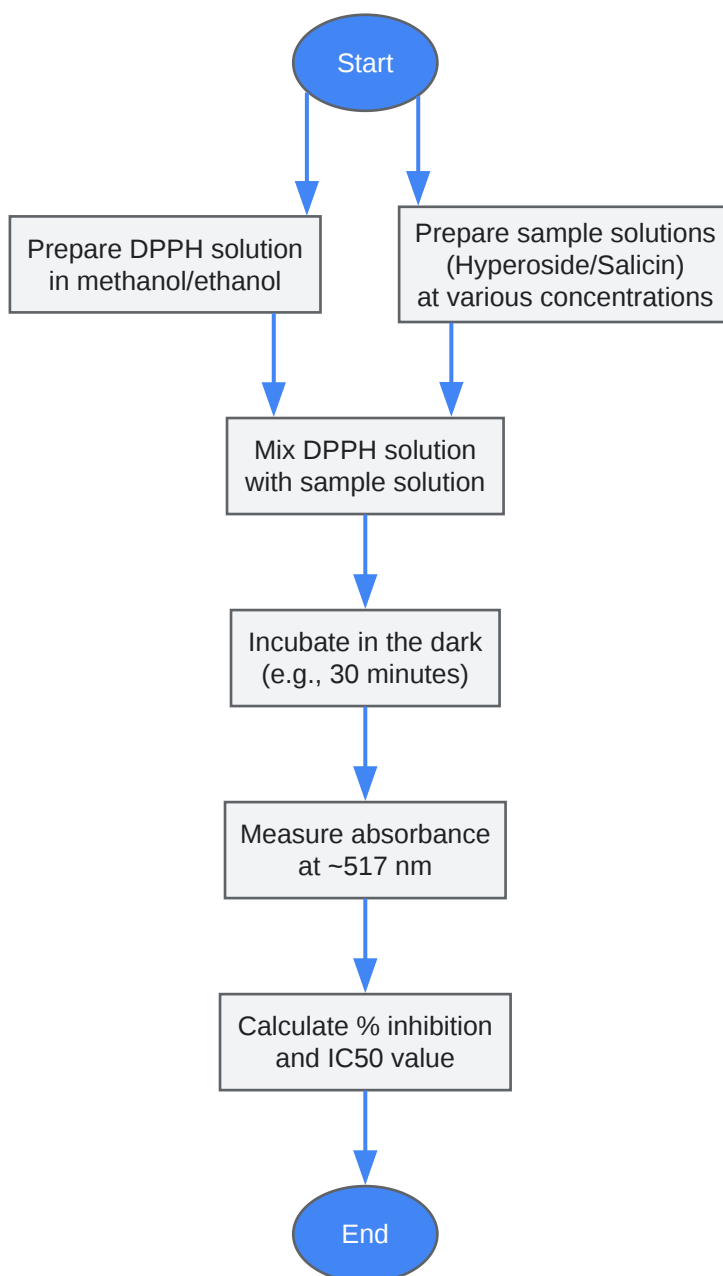 Start
Prepare DPPH solution
in methanol/ethanol
Prepare sample solutions
(Hyperoside/Salicin)
at various concentrations
Mix DPPH solution
with sample solution
Incubate in the dark
(e.g., 30 minutes)
Measure absorbance
at ~517 nm
Calculate % inhibition
and IC50 value
End